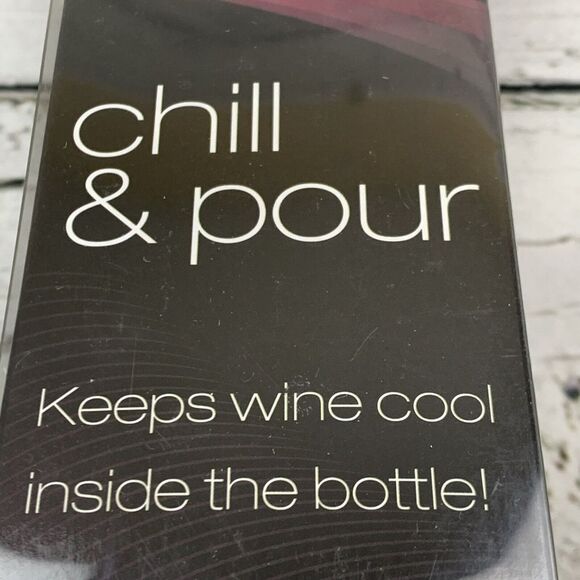 chill
& pour
Keeps wine cool
inside the bottle!